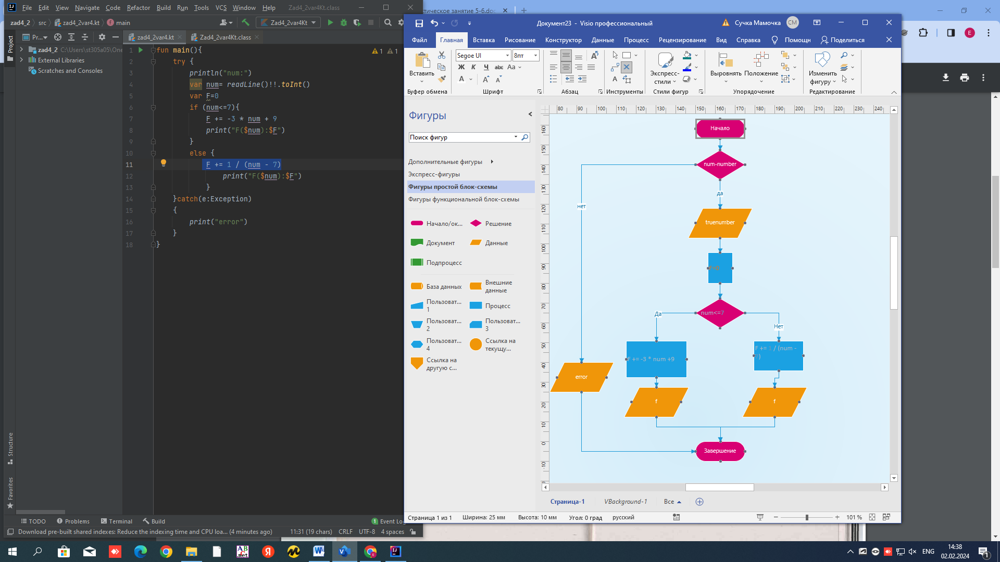 File Edit View Navigate Code Refactor Build Run Tools VCS Window Help Zad4_2var4Kt.class
zad4_2 src zad4_2var4.kt main
Zad4_2var4Kt
Pr...
zad4_2var4.kt
Zad4_2var4Kt.class
Project
zad4_2 C:\Users\st305a05\One
External Libraries
Scratches and Consoles
1 1
1 fun main(){
2 try {
3 println("num:")
4 var num= readLine()!!.toInt()
5 var F=0
6 if (num<=7){
7 F += -3 * num + 9
8 print("F($num):$F")
9 }
10 else {
11 F += 1 / (num - 7)
12 print("F($num):$F")
13 }
14 }catch(e:Exception)
15 {
16 print("error")
17 }
18 }
Structure
Favorites
TODO Problems Terminal Build
1 Event Lo
Download pre-built shared indexes: Reduce the indexing time and CPU loa... (4 minutes ago)
11:31 (19 chars) CRLF UTF-8 4 spaces
стическое занятие 5-6.doc
E
Документ23 - Visio профессиональный
Сучка Мамочка СМ
Файл Главная Вставка Рисование Конструктор Данные Процесс Рецензирование Вид Справка Помощн Поделиться
Вставить
Буфер обмена
Segoe UI 8пт
Ж К Ч abc Aa
Шрифт
Абзац
Инструменты
Экспресс-
стили
Стили фигур
Выровнять Положение
Упорядочение
Изменить
фигуру
Редактирование
Фигуры
Поиск фигур
Дополнительные фигуры
Экспресс-фигуры
Фигуры простой блок-схемы
Фигуры функциональной блок-схемы
Начало/ок... Решение
Документ Данные
Подпроцесс
База данных Внешние
данные
Пользоват...
1
Процесс
Пользоват...
2
Пользоват...
3
Пользоват...
4
Ссылка на
текущу...
Ссылка на
другую с...
80 90 100 110 120 130 140 150 160 170 180 190 200 210 220 230 240
160
150
140
130
120
110
100
90
80
70
60
50
40
30
20
10
0
-10
Начало
num-number
да
нет
truenumber
num<=7
Да
Нет
F += -3 * num +9
F += 1 / (num -
)
error
f
f
Завершение
Страница-1 VBackground-1 Все
Страница 1 из 1 Ширина: 25 мм Высота: 10 мм Угол: 0 град русский
101 %
ABC
.net
Я
ENG
14:38
02.02.2024
1